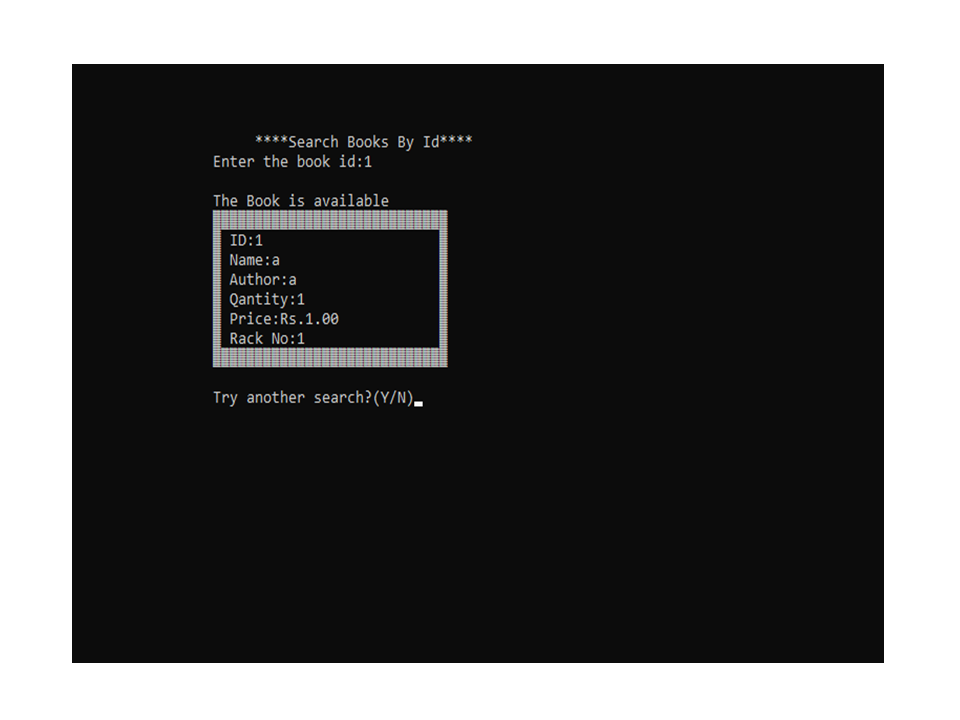 ****Search Books By Id****
Enter the book id:1
The Book is available
ID:1
Name:a
Author:a
Qantity:1
Price:Rs.1.00
Rack No:1
Try another search?(Y/N)